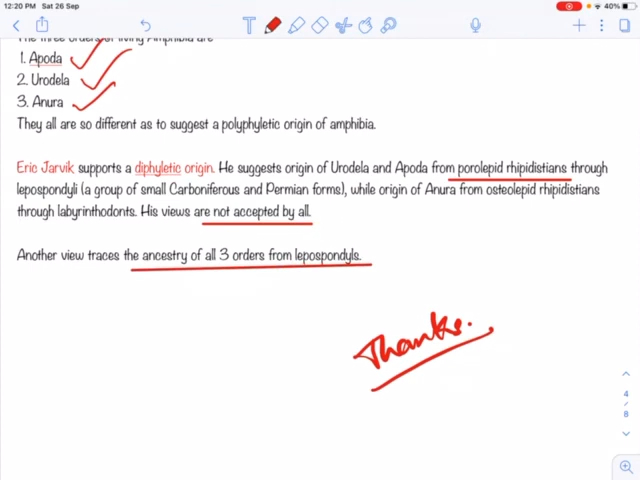 12:20 PM Sat 26 Sep
40%
The three orders of living Amphibia are
1. Apoda
2. Urodela
3. Anura
They all are so different as to suggest a polyphyletic origin of amphibia.
Eric Jarvik supports a diphyletic origin. He suggests origin of Urodela and Apoda from porolepid rhipidistians through
lepospondyli (a group of small Carboniferous and Permian forms), while origin of Anura from osteolepid rhipidistians
through labyrinthodonts. His views are not accepted by all.
Another view traces the ancestry of all 3 orders from lepospondyls.
Thanks.
4
/
8